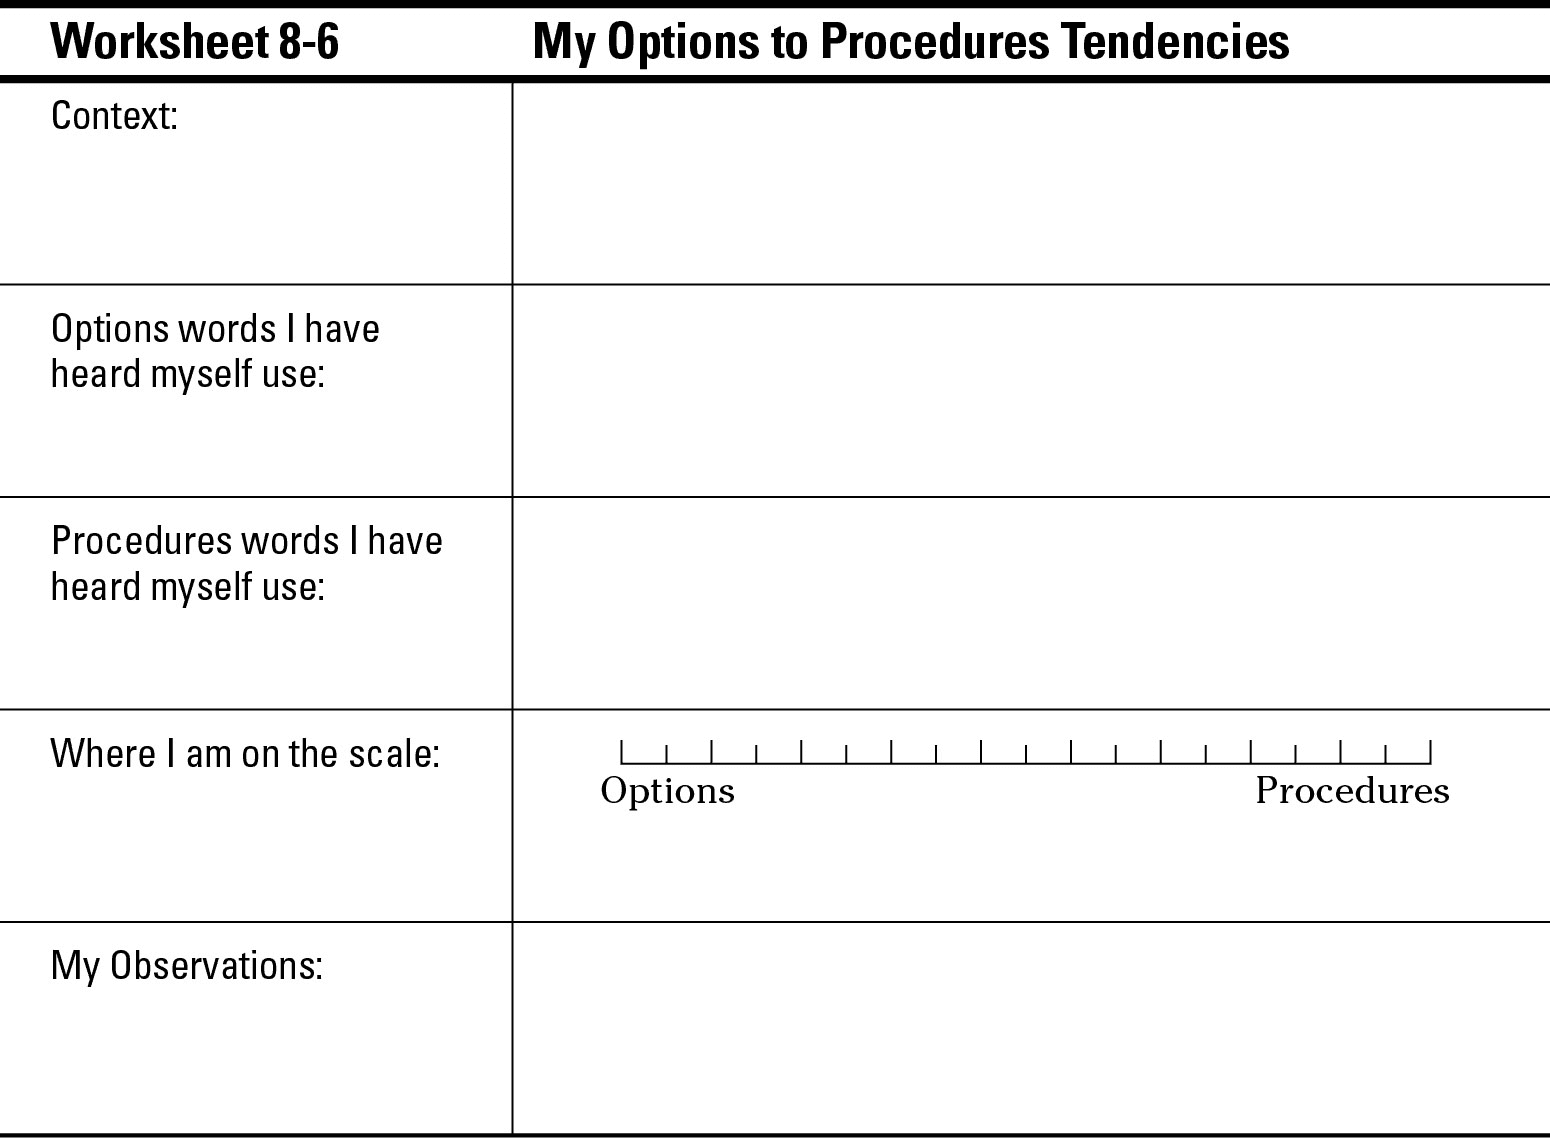 Worksheet 8-6 My Options to Procedures Tendencies
Context:
Options words I have
heard myself use:
Procedures words I have
heard myself use:
Where I am on the scale:
Options Procedures
My Observations: